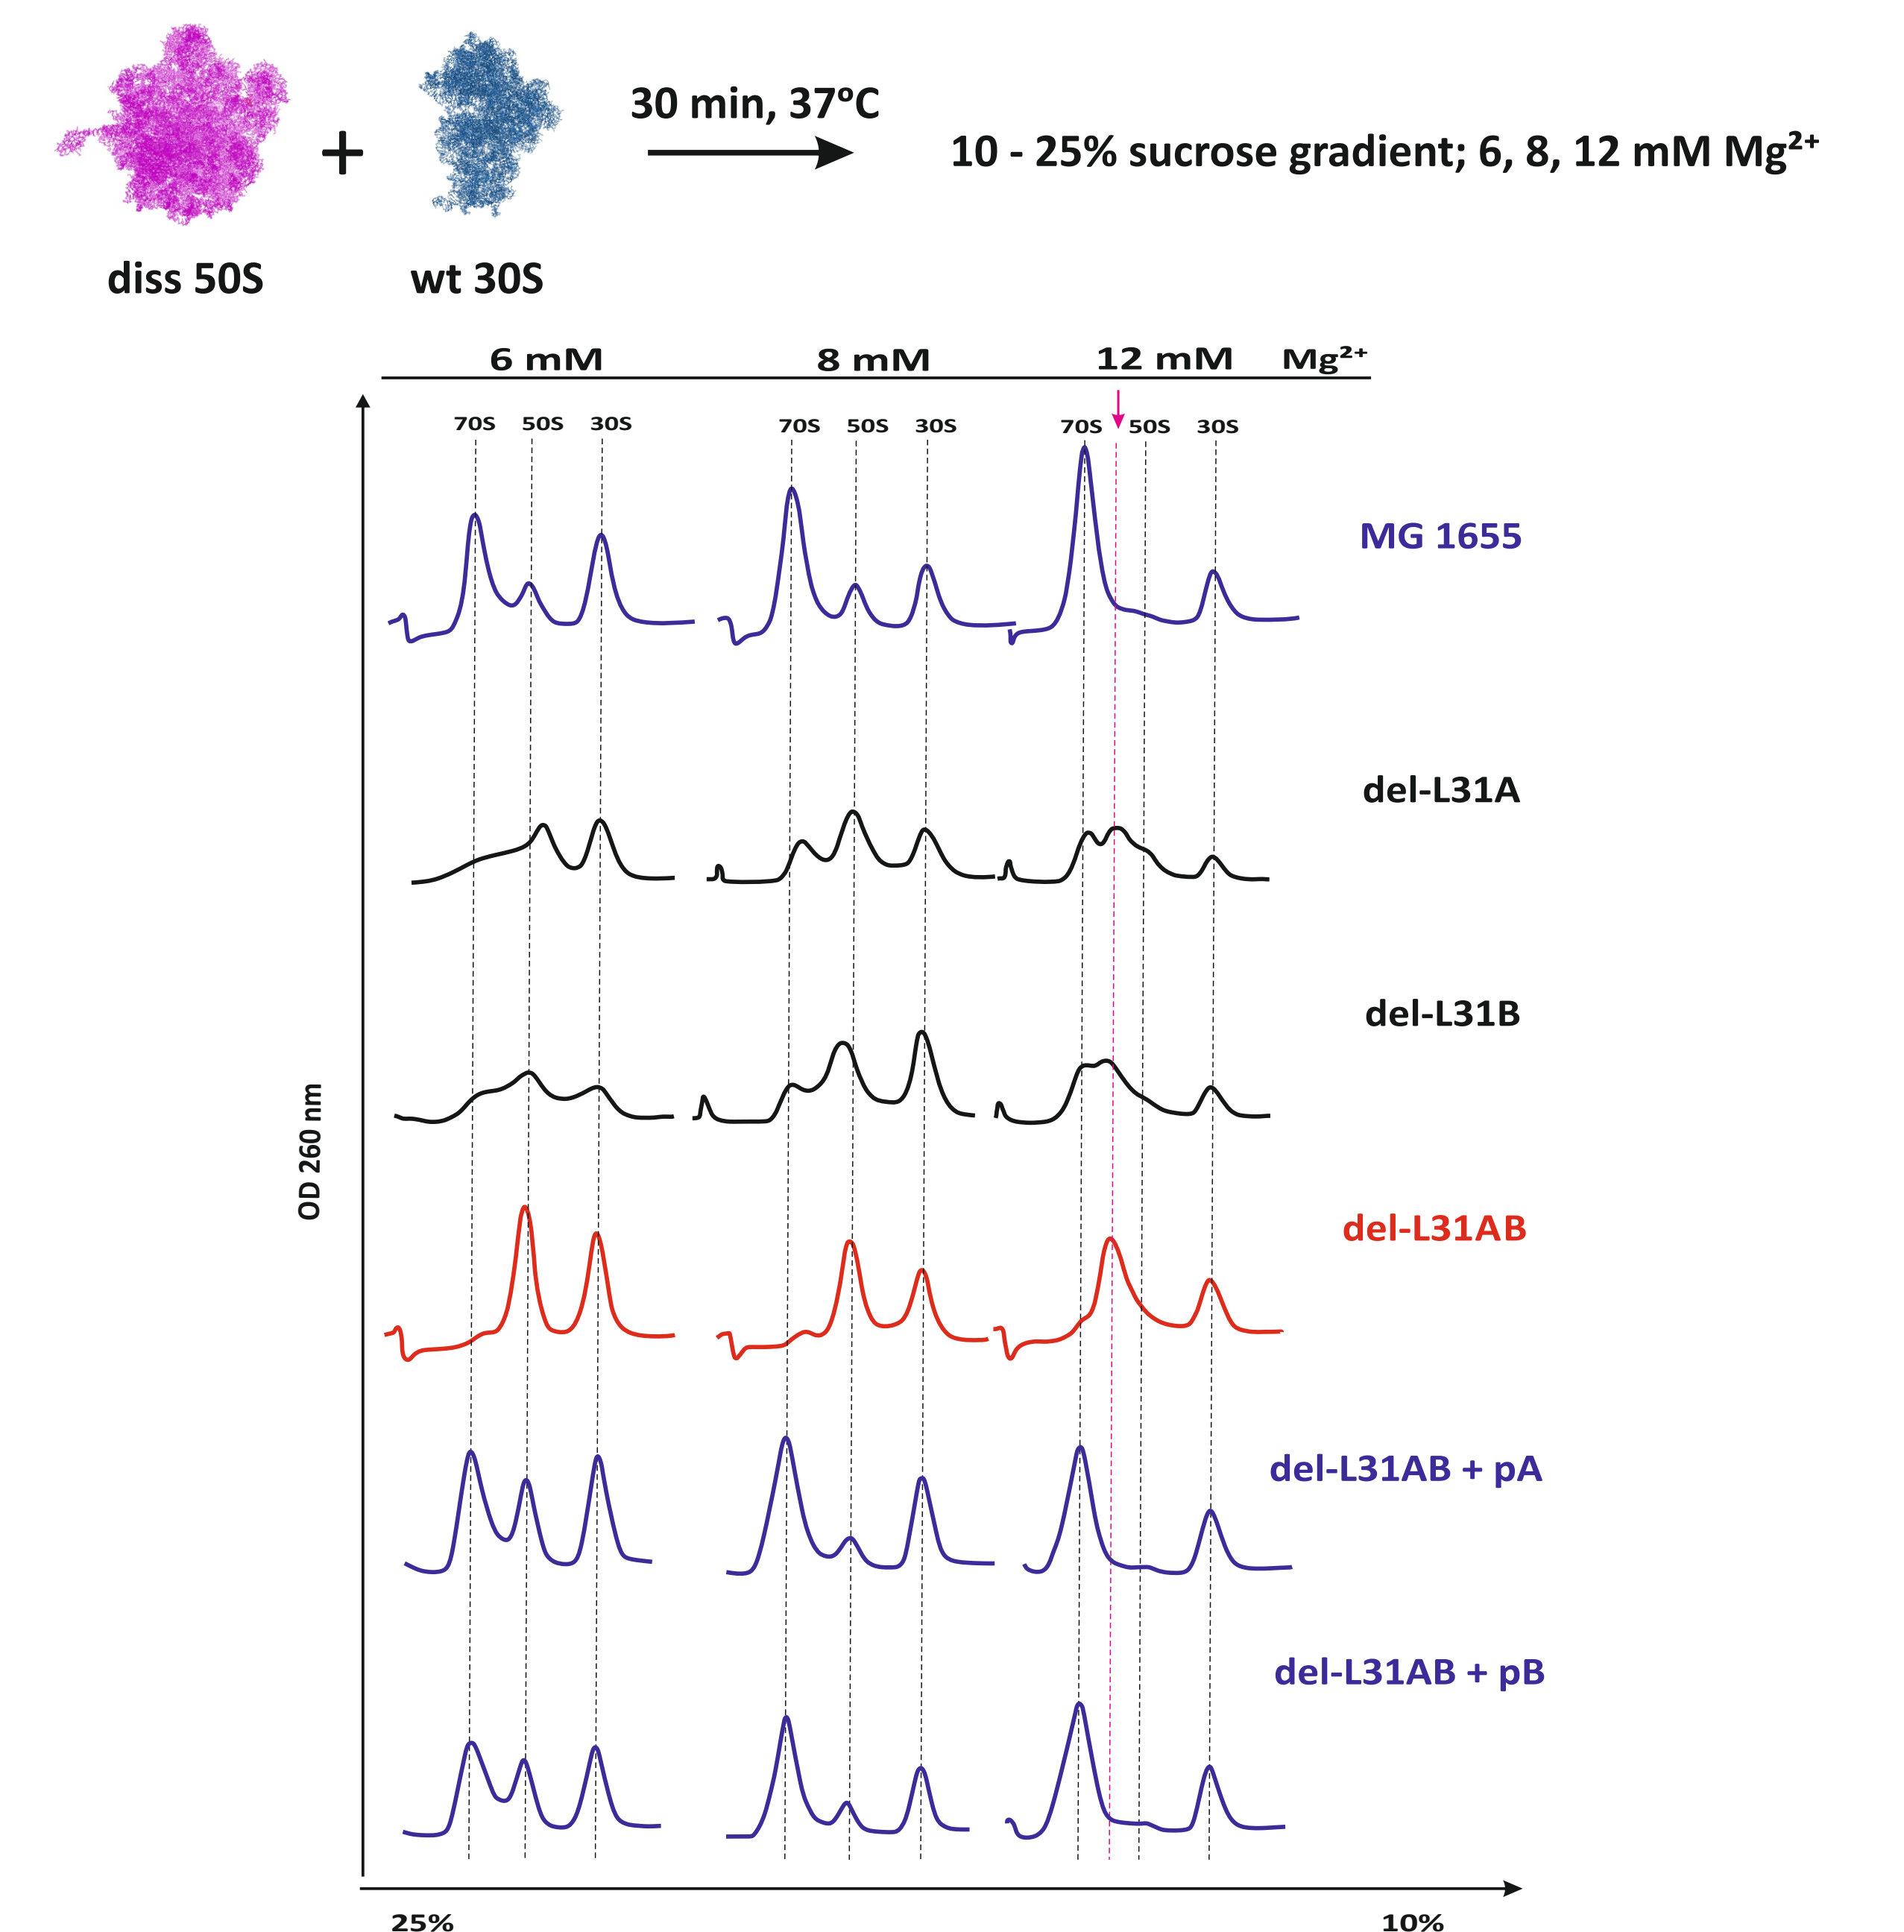 30 min, 37ºC
+
10 - 25% sucrose gradient; 6, 8, 12 mM Mg²⁺
diss 50S wt 30S
6 mM 8 mM 12 mM Mg²⁺
70S 50S 30S 70S 50S 30S 70S 50S 30S
MG 1655
del-L31A
del-L31B
OD 260 nm
del-L31AB
del-L31AB + pA
del-L31AB + pB
25% 10%